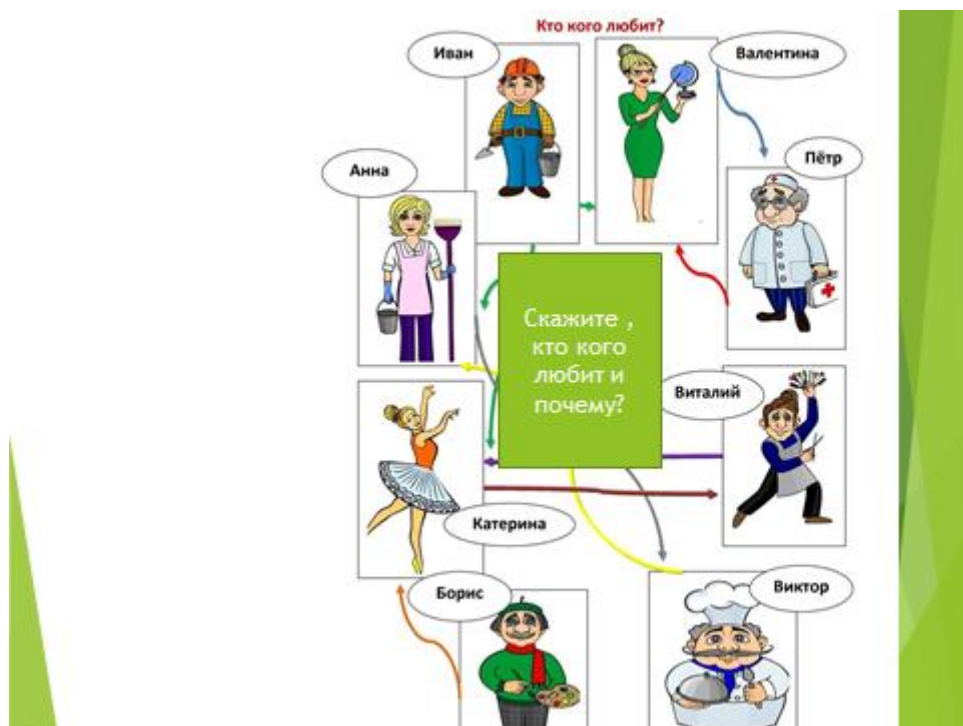 Кто кого любит?
Иван
Валентина
Пётр
Анна
Скажите ,
кто кого
любит и
почему?
Виталий
Катерина
Борис
Виктор